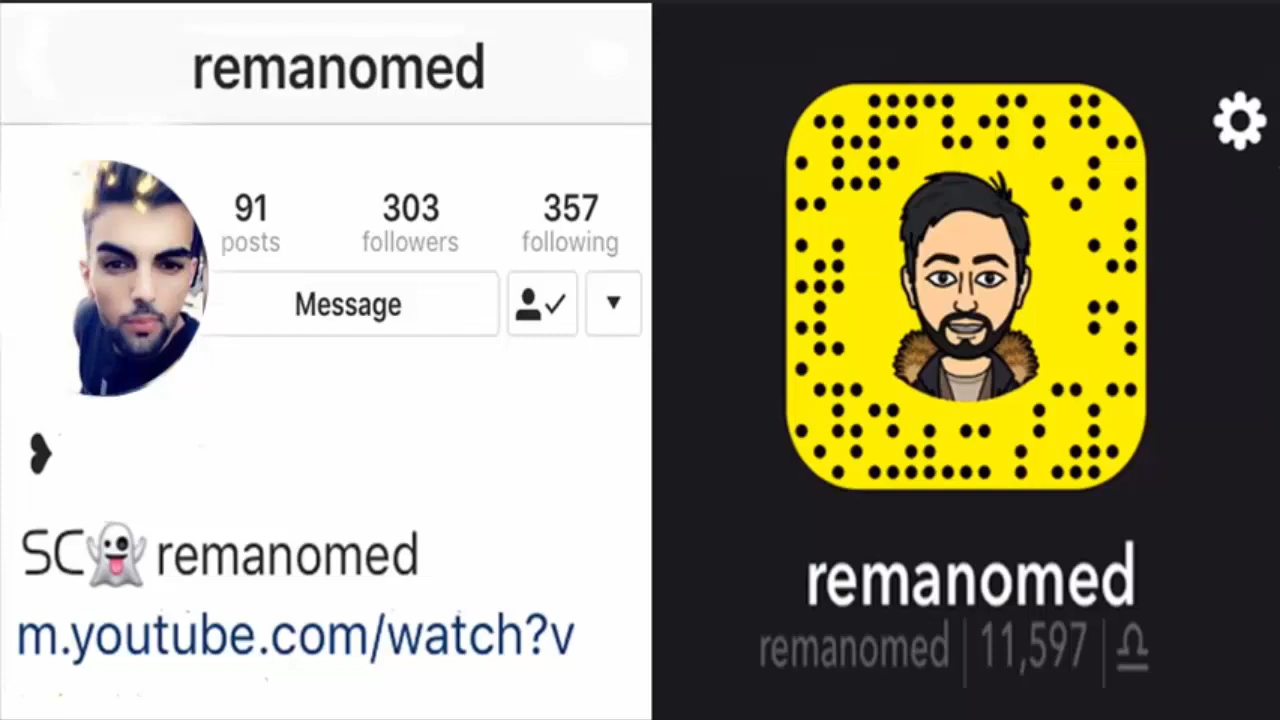 remanomed
91 303 357
posts followers following
Message
SC👻remanomed
m.youtube.com/watch?v
remanomed
remanomed | 11,597 | ♎